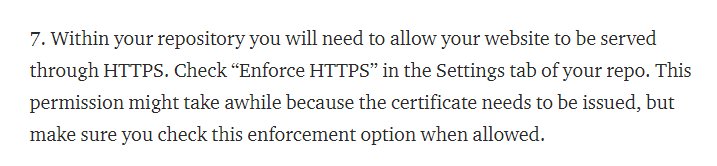 7. Within your repository you will need to allow your website to be served
through HTTPS. Check “Enforce HTTPS” in the Settings tab of your repo. This
permission might take awhile because the certificate needs to be issued, but
make sure you check this enforcement option when allowed.